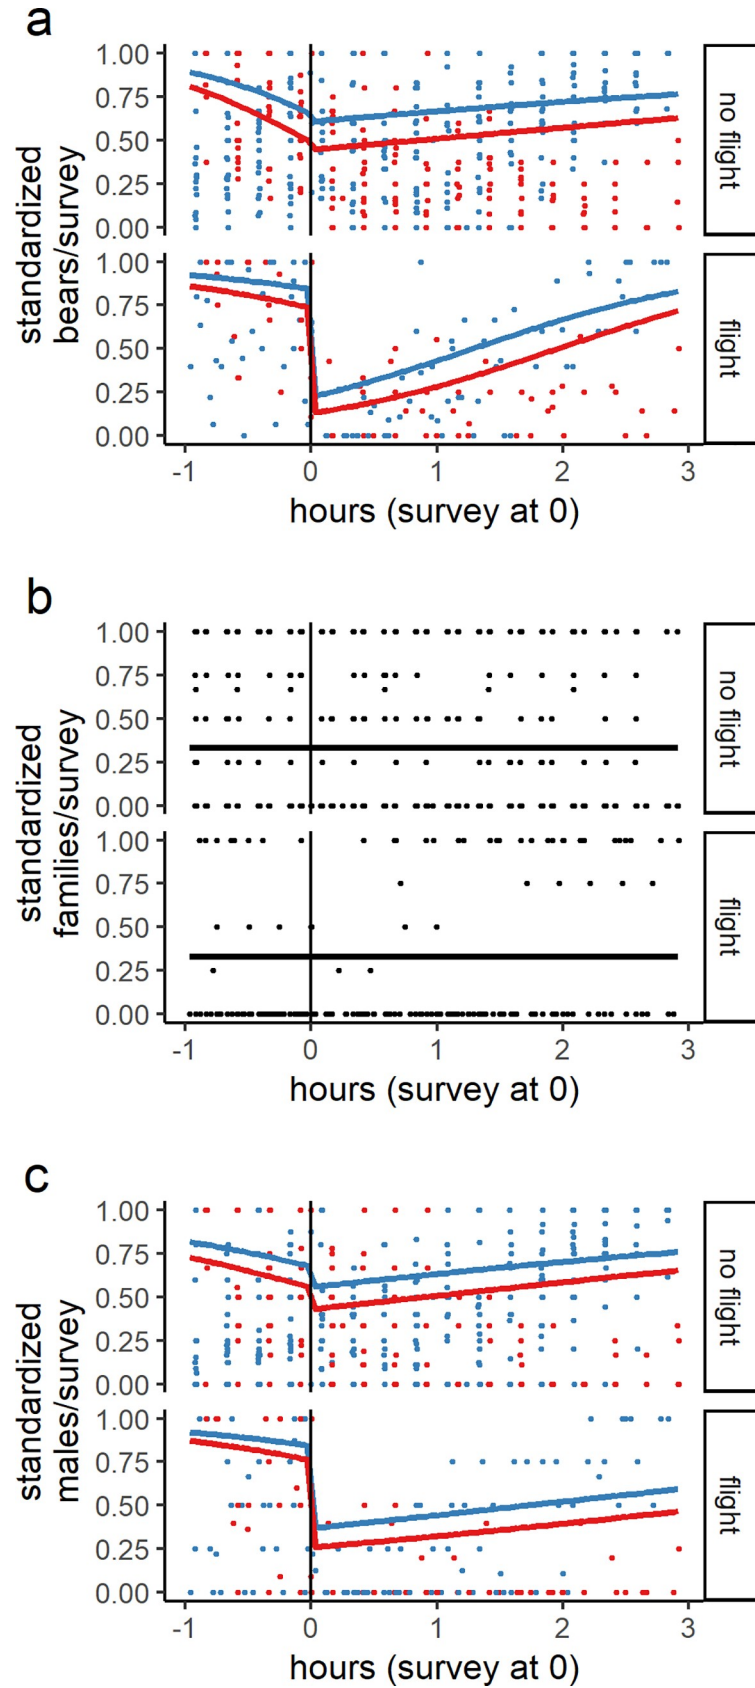 a
standardized
bears/survey
1.00
0.75
0.50
0.25
0.00
no flight
1.00
0.75
0.50
0.25
0.00
flight
-1 0 1 2 3
hours (survey at 0)
b
standardized
families/survey
1.00
0.75
0.50
0.25
0.00
no flight
1.00
0.75
0.50
0.25
0.00
flight
-1 0 1 2 3
hours (survey at 0)
c
standardized
males/survey
1.00
0.75
0.50
0.25
0.00
no flight
1.00
0.75
0.50
0.25
0.00
flight
-1 0 1 2 3
hours (survey at 0)